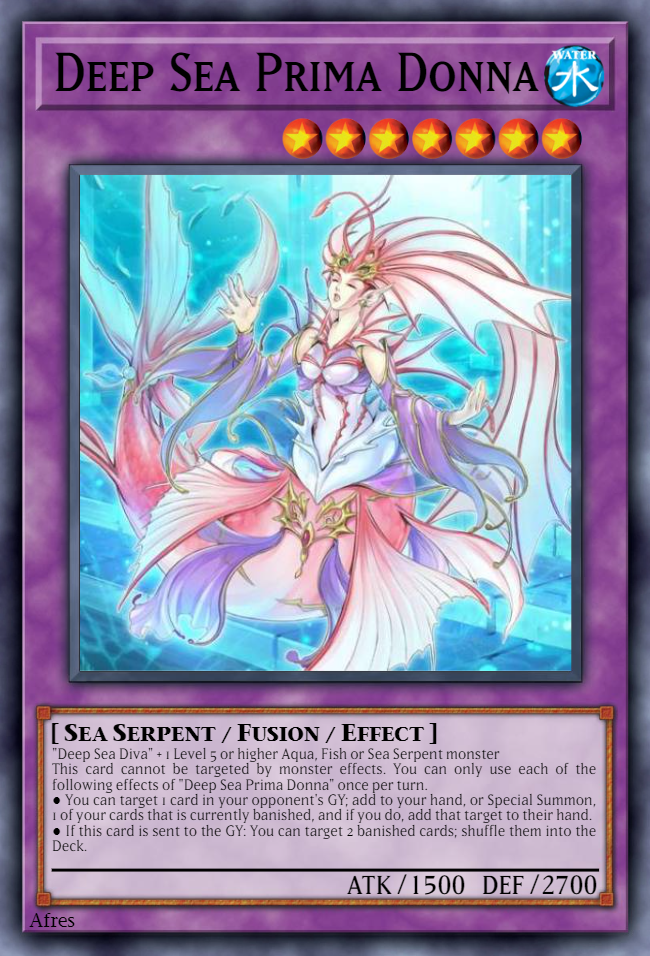 Deep Sea Prima Donna
WATER
水
[ Sea Serpent / Fusion / Effect ]
"Deep Sea Diva" + 1 Level 5 or higher Aqua, Fish or Sea Serpent monster
This card cannot be targeted by monster effects. You can only use each of the
following effects of "Deep Sea Prima Donna" once per turn.
● You can target 1 card in your opponent's GY; add to your hand, or Special Summon,
1 of your cards that is currently banished, and if you do, add that target to their hand.
● If this card is sent to the GY: You can target 2 banished cards; shuffle them into the
Deck.
ATK / 1500 DEF / 2700
Afres